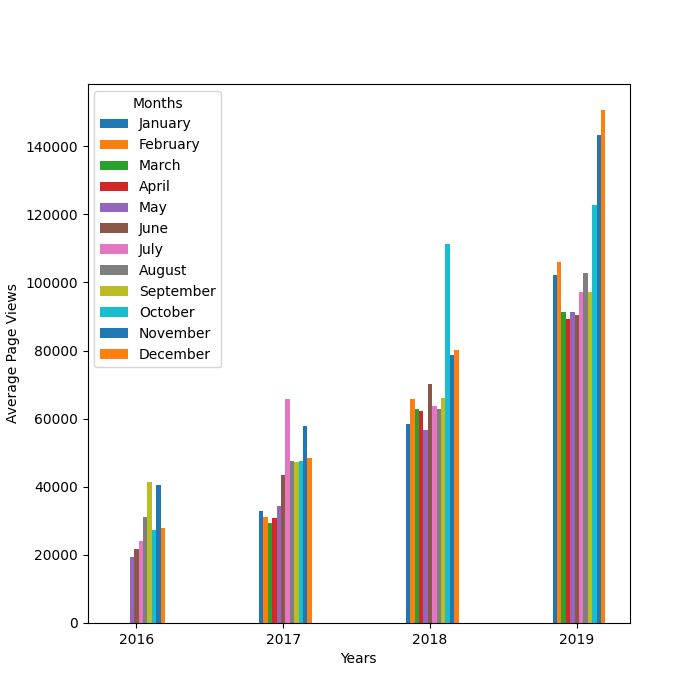 Months
January
February
March
April
May
June
July
August
September
October
November
December
140000
120000
100000
80000
60000
40000
20000
0
Average Page Views
2016 2017 2018 2019
Years